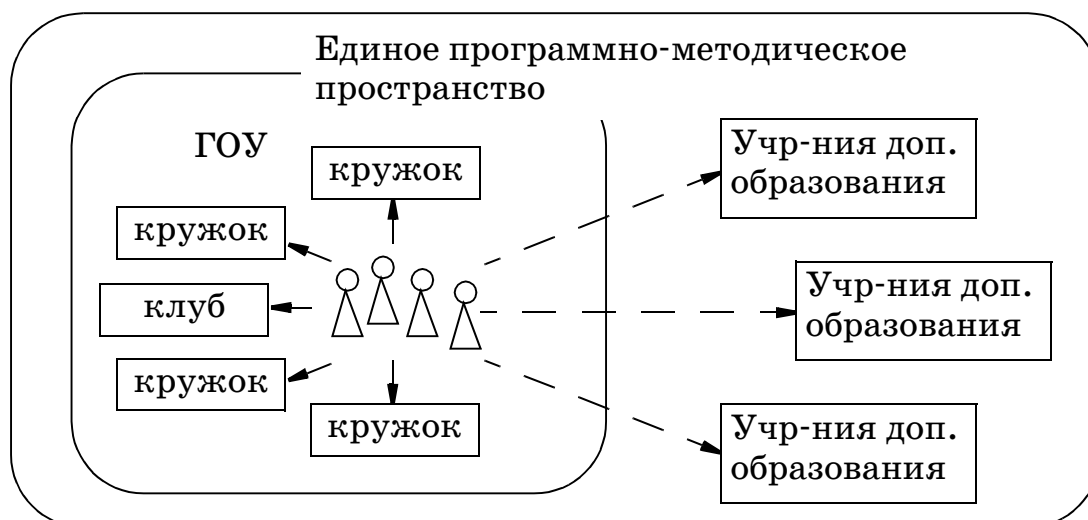 Единое программно-методическое
пространство
ГОУ
кружок
кружок
клуб
кружок
кружок
Учр-ния доп.
образования
Учр-ния доп.
образования
Учр-ния доп.
образования